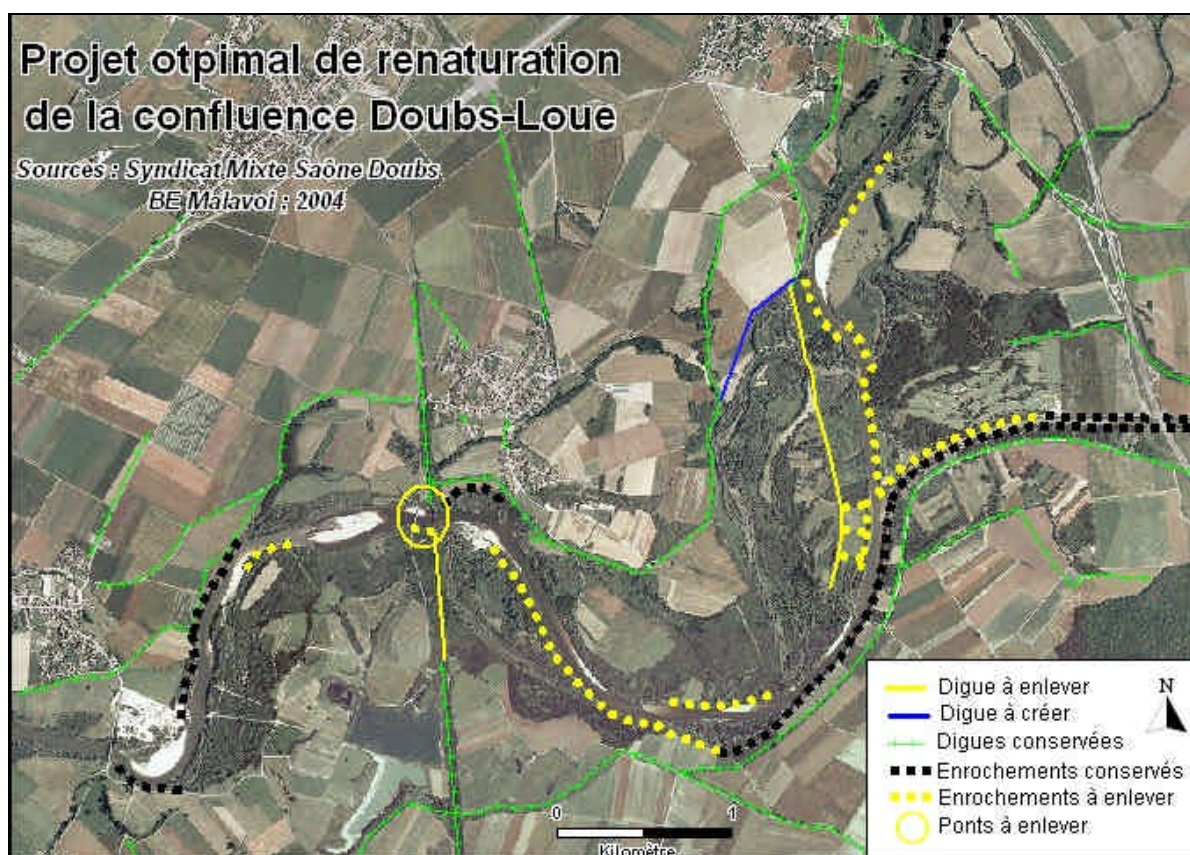 Projet otpimal de renaturation
de la confluence Doubs-Loue
Sources : Syndicat Mixte Saône Doubs
BE Malavoi ; 2004
Digue à enlever
Digue à créer
Digues conservées
Enrochements conservés
Enrochements à enlever
Ponts à enlever
N
0 1
Kilomètre